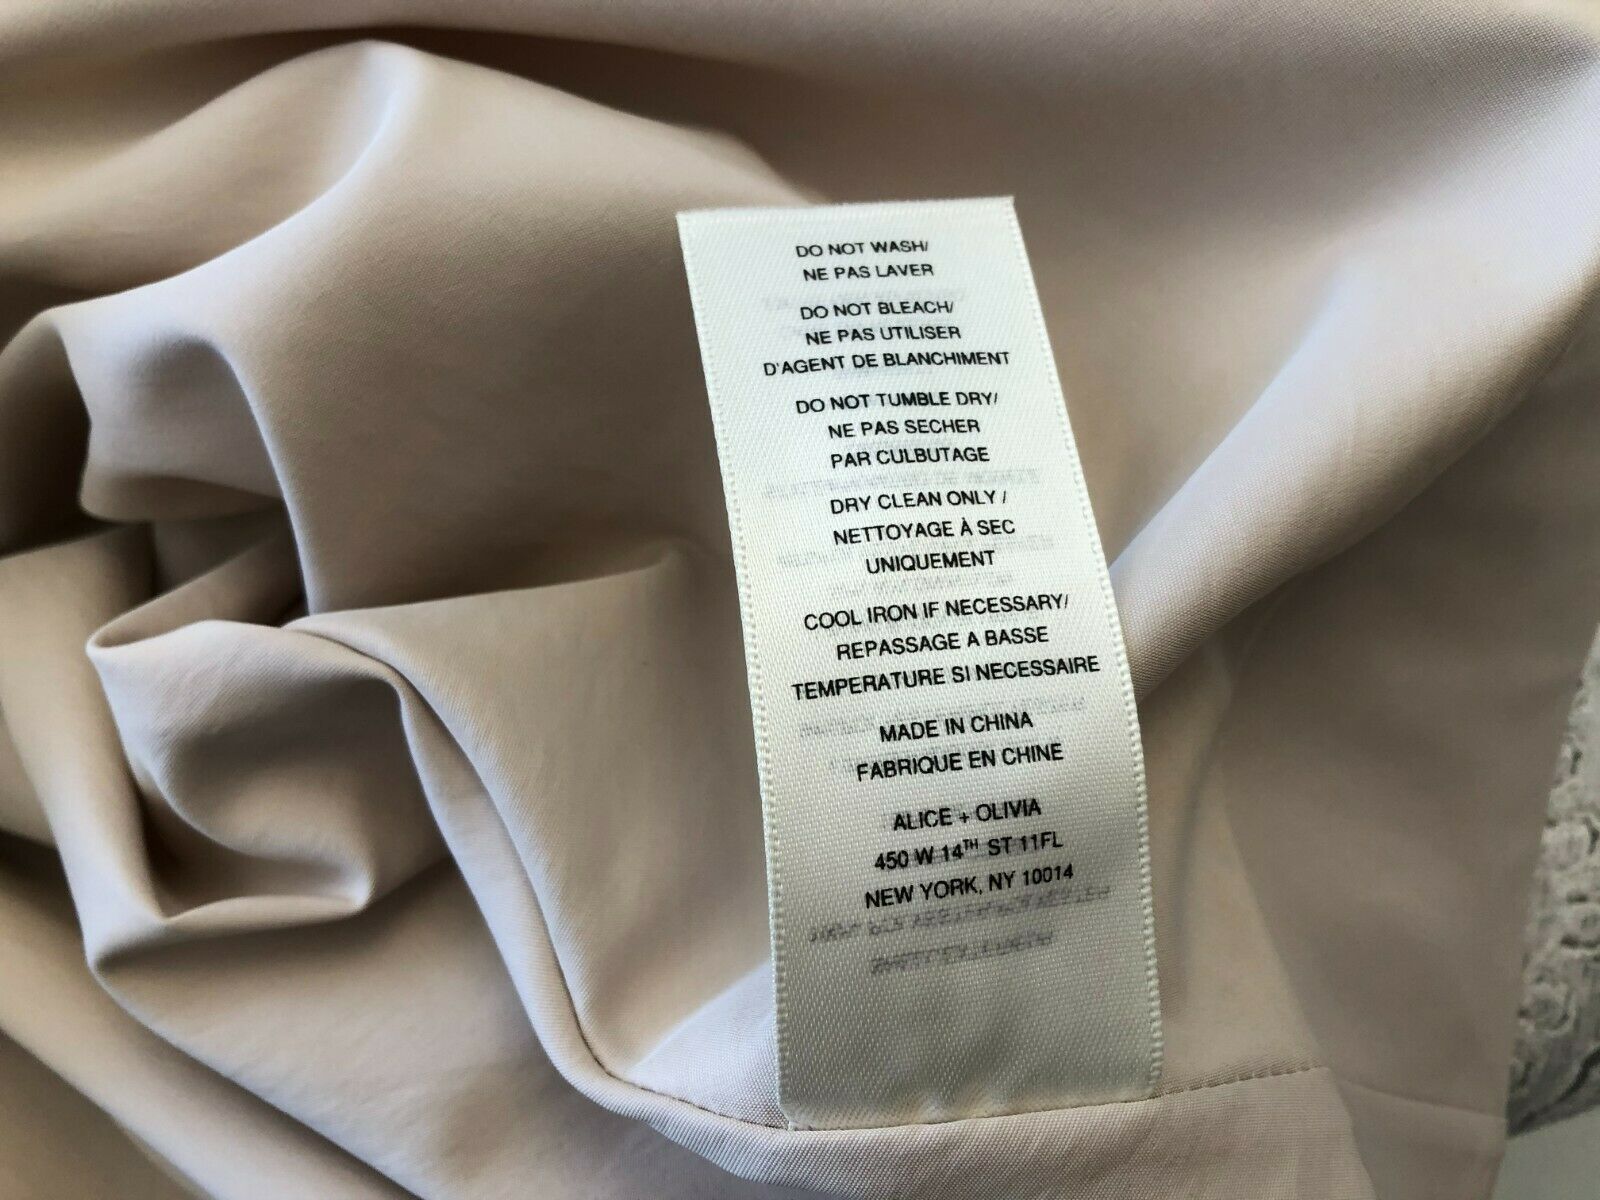 DO NOT WASH/
NE PAS LAVER
DO NOT BLEACH/
NE PAS UTILISER
D'AGENT DE BLANCHIMENT
DO NOT TUMBLE DRY/
NE PAS SECHER
PAR CULBUTAGE
DRY CLEAN ONLY /
NETTOYAGE À SEC
UNIQUEMENT
COOL IRON IF NECESSARY/
REPASSAGE A BASSE
TEMPERATURE SI NECESSAIRE
MADE IN CHINA
FABRIQUE EN CHINE
ALICE + OLIVIA
450 W 14TH ST 11FL
NEW YORK, NY 10014